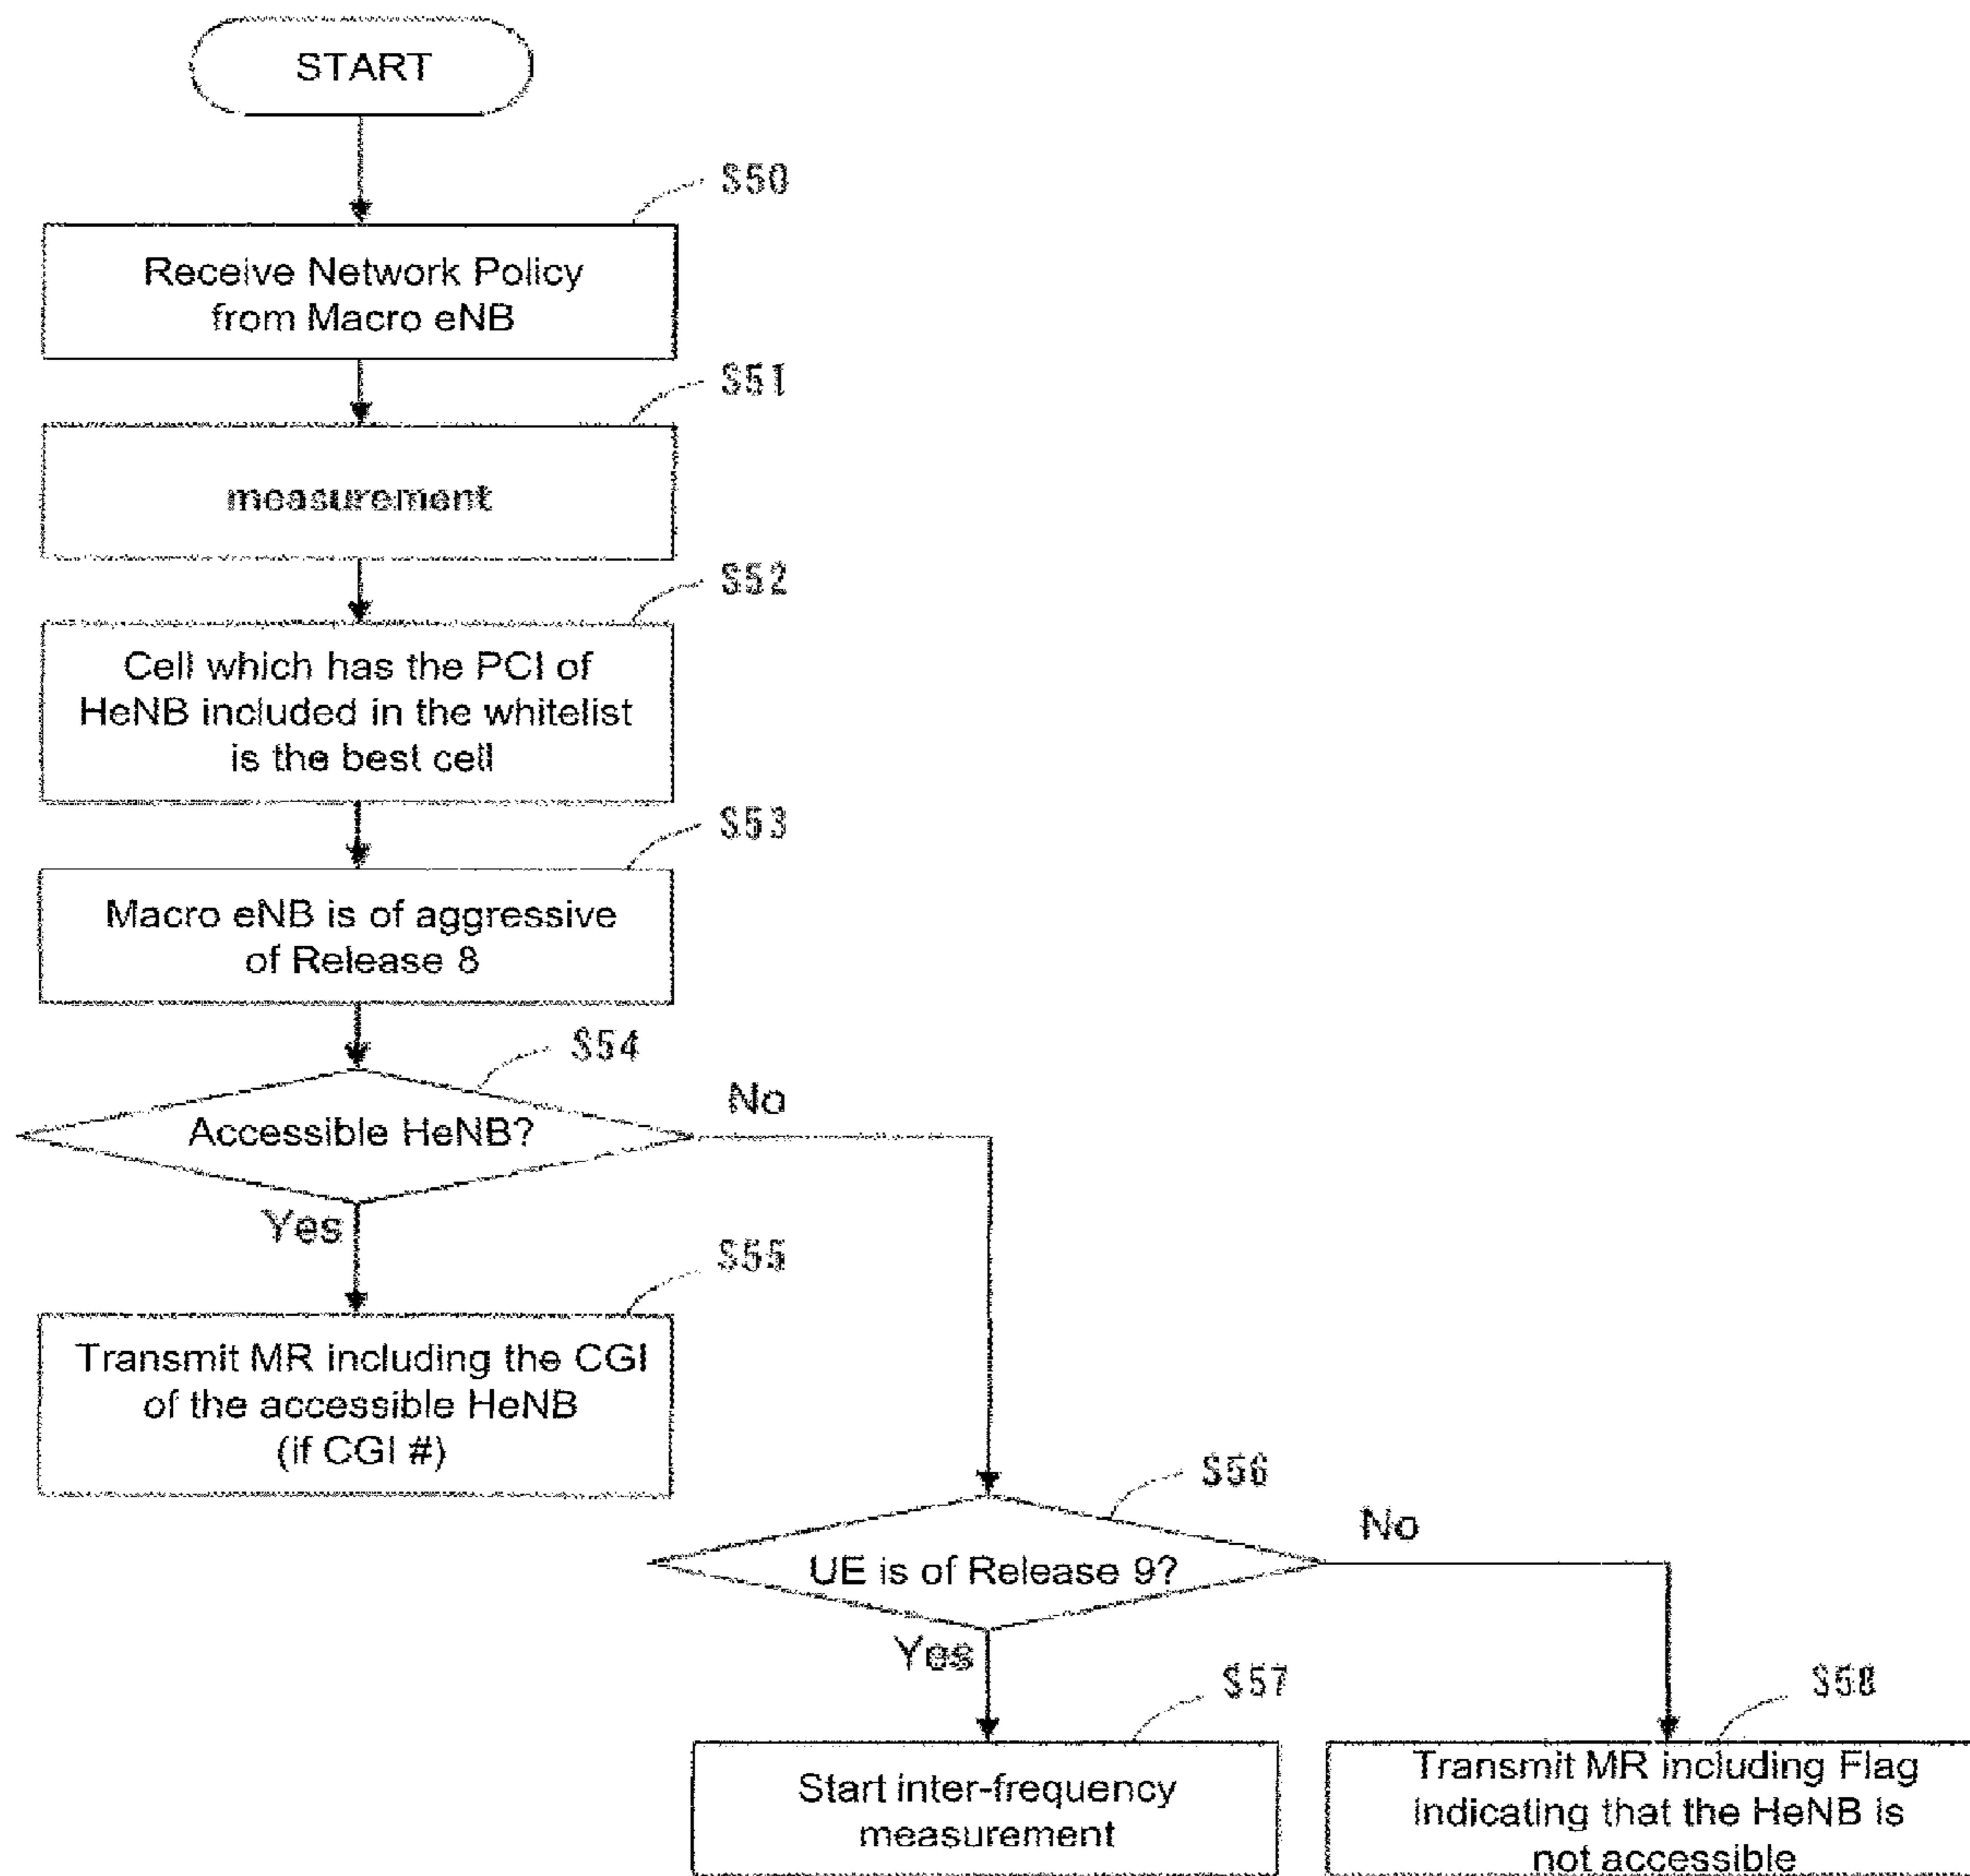 START
S50
Receive Network Policy
from Macro eNB
S51
measurement
S52
Cell which has the PCI of
HeNB included in the whitelist
is the best cell
S53
Macro eNB is of aggressive
of Release 8
S54
Accessible HeNB?
No
Yes
S55
Transmit MR including the CGI
of the accessible HeNB
(if CGI #)
S56
UE is of Release 9?
No
Yes
S57
Start inter-frequency
measurement
S58
Transmit MR including Flag
indicating that the HeNB is
not accessible